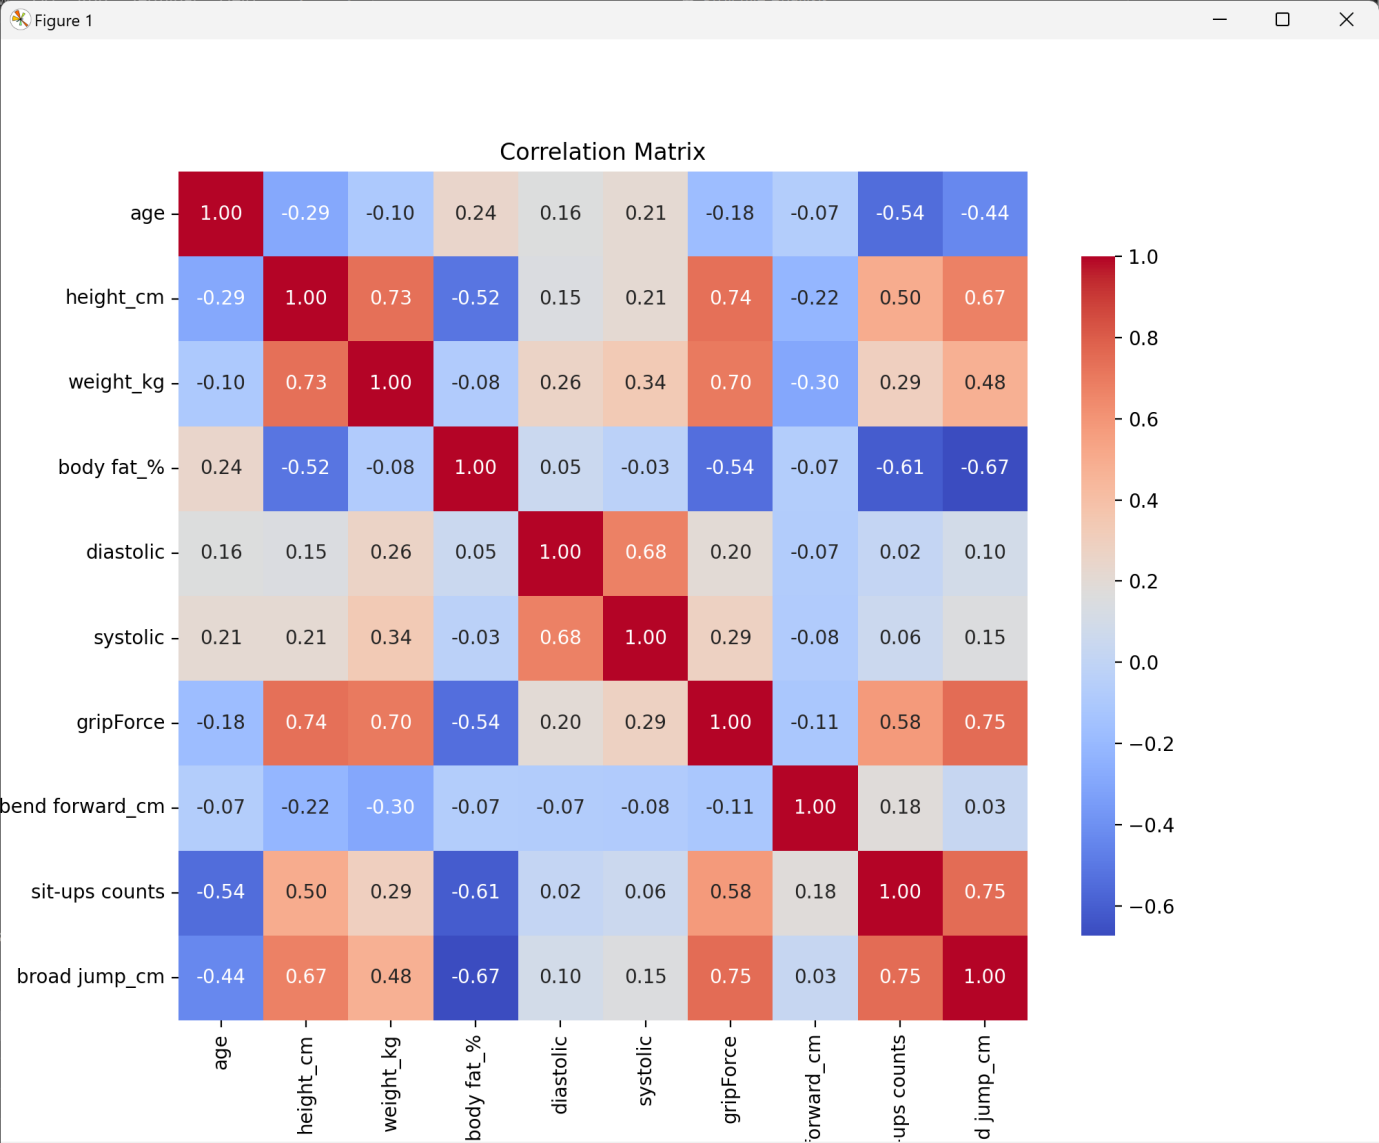 Figure 1
Correlation Matrix
age 1.00 -0.29 -0.10 0.24 0.16 0.21 -0.18 -0.07 -0.54 -0.44
height_cm -0.29 1.00 0.73 -0.52 0.15 0.21 0.74 -0.22 0.50 0.67
weight_kg -0.10 0.73 1.00 -0.08 0.26 0.34 0.70 -0.30 0.29 0.48
body fat_% 0.24 -0.52 -0.08 1.00 0.05 -0.03 -0.54 -0.07 -0.61 -0.67
diastolic 0.16 0.15 0.26 0.05 1.00 0.68 0.20 -0.07 0.02 0.10
systolic 0.21 0.21 0.34 -0.03 0.68 1.00 0.29 -0.08 0.06 0.15
gripForce -0.18 0.74 0.70 -0.54 0.20 0.29 1.00 -0.11 0.58 0.75
bend forward_cm -0.07 -0.22 -0.30 -0.07 -0.07 -0.08 -0.11 1.00 0.18 0.03
sit-ups counts -0.54 0.50 0.29 -0.61 0.02 0.06 0.58 0.18 1.00 0.75
broad jump_cm -0.44 0.67 0.48 -0.67 0.10 0.15 0.75 0.03 0.75 1.00
age
height_cm
weight_kg
body fat_%
diastolic
systolic
gripForce
forward_cm
-ups counts
d jump_cm
1.0
0.8
0.6
0.4
0.2
0.0
−0.2
−0.4
−0.6